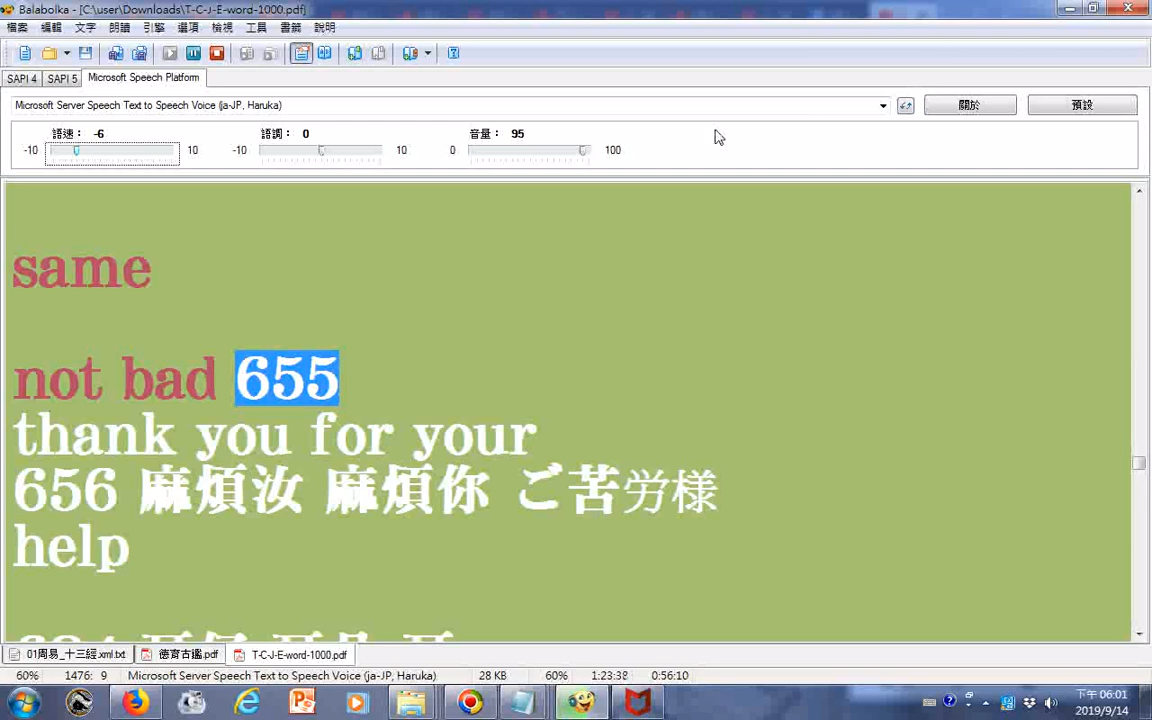 Balabolka - [C:\user\Downloads\T-C-J-E-word-1000.pdf]
檔案 編輯 文字 朗讀 引擎 選項 檢視 工具 書籤 說明
SAPI 4 SAPI 5 Microsoft Speech Platform
Microsoft Server Speech Text to Speech Voice (ja-JP, Haruka) 關於 預設
語速： -6 語調： 0 音量： 95
-10 10 -10 10 0 100
same
not bad 655
thank you for your
656 麻煩汝 麻煩你 ご苦労様
help
01周易_十三經.xml.txt 德育古鑑.pdf T-C-J-E-word-1000.pdf
60% 1476: 9 Microsoft Server Speech Text to Speech Voice (ja-JP, Haruka) 28 KB 60% 1:23:38 0:56:10
下午 06:01
2019/9/14